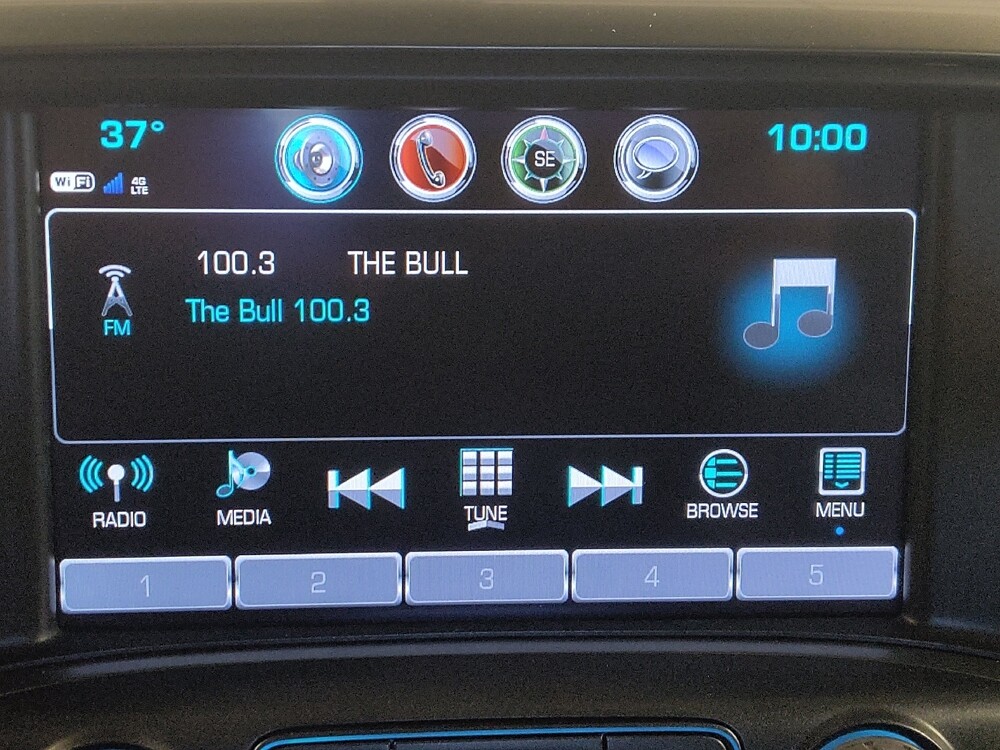 37° 10:00
SE
WiFi 4G
LTE
100.3 THE BULL
The Bull 100.3
FM
RADIO MEDIA TUNE BROWSE MENU
1 2 3 4 5